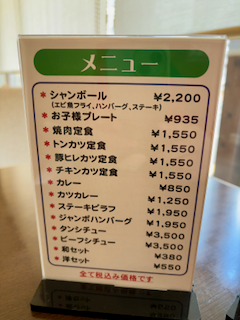 メニュー
*シャンボール ¥2,200
(エビ魚フライ、ハンバーグ、ステーキ)
*お子様プレート ¥935
*焼肉定食 ¥1,550
*トンカツ定食 ¥1,550
*豚ヒレカツ定食 ¥1,550
*チキンカツ定食 ¥1,550
*カレー ¥850
*カツカレー ¥1,250
*ステーキピラフ ¥1,950
*ジャンボハンバーグ ¥1,950
*タンシチュー ¥3,500
*ビーフシチュー ¥3,500
*和セット ¥380
*洋セット ¥550
全て税込み価格です